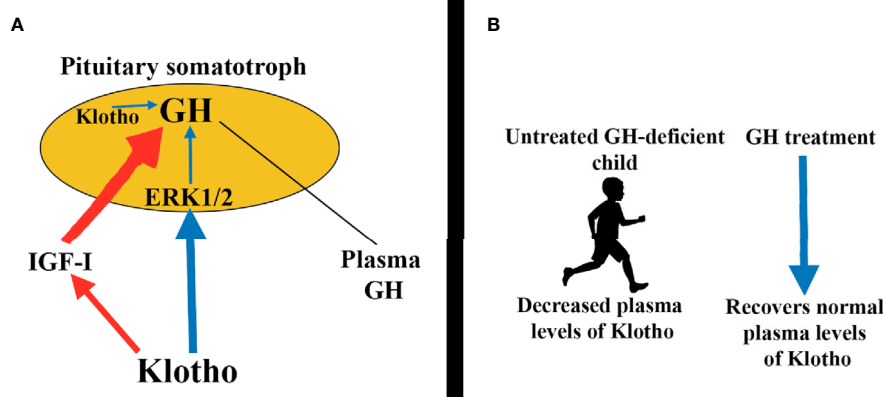 A
Pituitary somatotroph
Klotho
GH
ERK1/2
IGF-I
Plasma
GH
Klotho
B
Untreated GH-deficient
child
Decreased plasma
levels of Klotho
GH treatment
Recovers normal
plasma levels
of Klotho